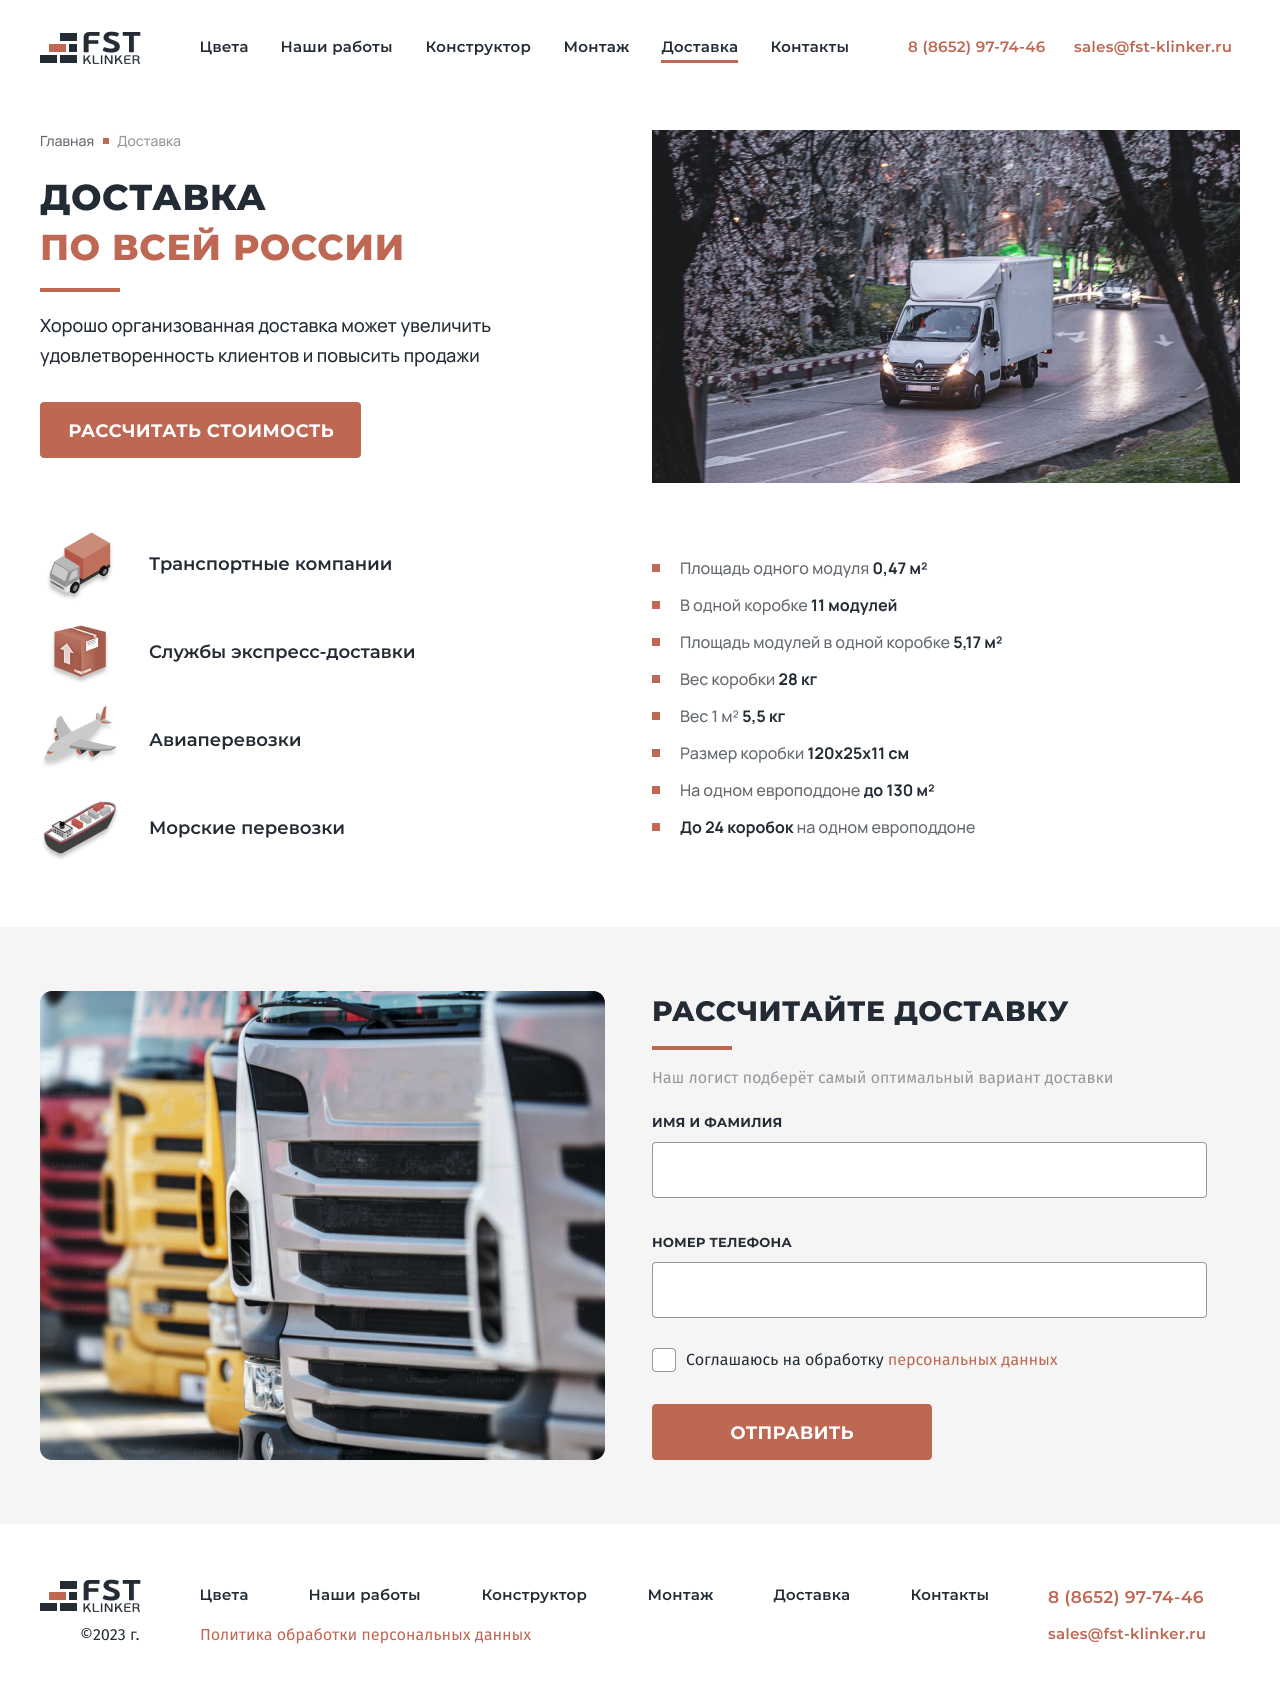 FST
KLINKER
Цвета Наши работы Конструктор Монтаж Доставка Контакты 8 (8652) 97-74-46 sales@fst-klinker.ru
Главная Доставка
ДОСТАВКА
ПО ВСЕЙ РОССИИ
Хорошо организованная доставка может увеличить
удовлетворенность клиентов и повысить продажи
РАССЧИТАТЬ СТОИМОСТЬ
Транспортные компании
Службы экспресс-доставки
Авиаперевозки
Морские перевозки
Площадь одного модуля 0,47 м²
В одной коробке 11 модулей
Площадь модулей в одной коробке 5,17 м²
Вес коробки 28 кг
Вес 1 м² 5,5 кг
Размер коробки 120х25х11 см
На одном европоддоне до 130 м²
До 24 коробок на одном европоддоне
РАССЧИТАЙТЕ ДОСТАВКУ
Наш логист подберёт самый оптимальный вариант доставки
ИМЯ И ФАМИЛИЯ
НОМЕР ТЕЛЕФОНА
Соглашаюсь на обработку персональных данных
ОТПРАВИТЬ
FST
KLINKER
Цвета Наши работы Конструктор Монтаж Доставка Контакты 8 (8652) 97-74-46
©2023 г. Политика обработки персональных данных sales@fst-klinker.ru